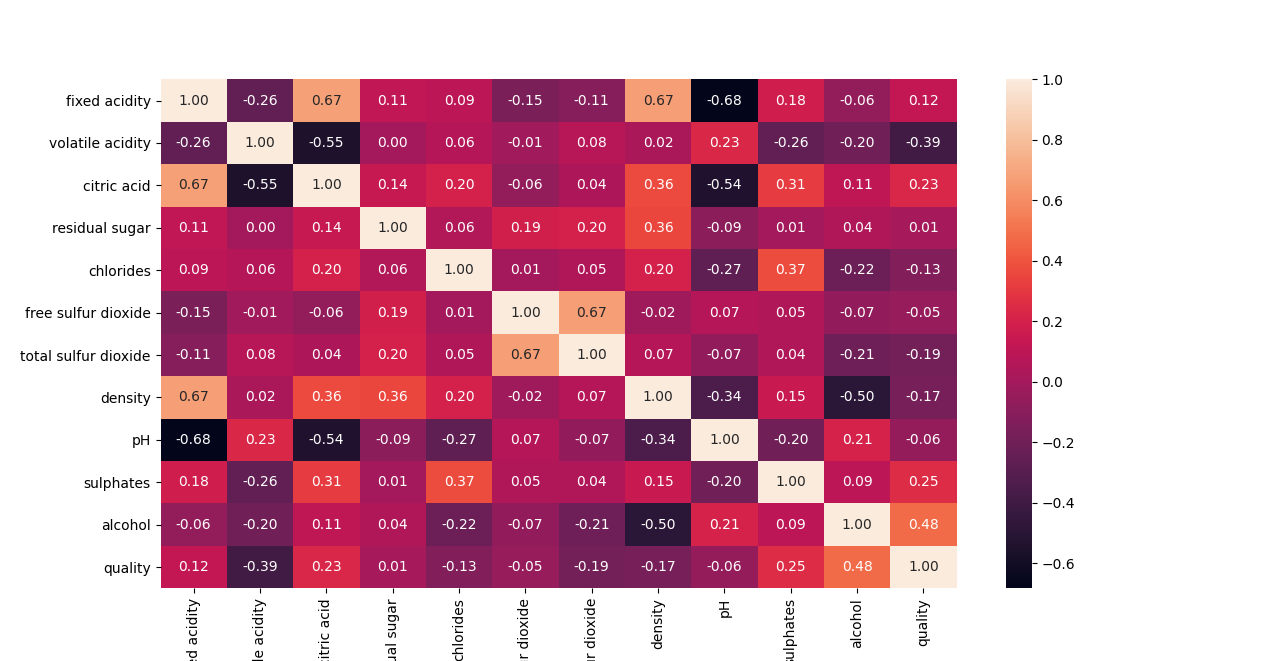 fixed acidity 1.00 -0.26 0.67 0.11 0.09 -0.15 -0.11 0.67 -0.68 0.18 -0.06 0.12
volatile acidity -0.26 1.00 -0.55 0.00 0.06 -0.01 0.08 0.02 0.23 -0.26 -0.20 -0.39
citric acid 0.67 -0.55 1.00 0.14 0.20 -0.06 0.04 0.36 -0.54 0.31 0.11 0.23
residual sugar 0.11 0.00 0.14 1.00 0.06 0.19 0.20 0.36 -0.09 0.01 0.04 0.01
chlorides 0.09 0.06 0.20 0.06 1.00 0.01 0.05 0.20 -0.27 0.37 -0.22 -0.13
free sulfur dioxide -0.15 -0.01 -0.06 0.19 0.01 1.00 0.67 -0.02 0.07 0.05 -0.07 -0.05
total sulfur dioxide -0.11 0.08 0.04 0.20 0.05 0.67 1.00 0.07 -0.07 0.04 -0.21 -0.19
density 0.67 0.02 0.36 0.36 0.20 -0.02 0.07 1.00 -0.34 0.15 -0.50 -0.17
pH -0.68 0.23 -0.54 -0.09 -0.27 0.07 -0.07 -0.34 1.00 -0.20 0.21 -0.06
sulphates 0.18 -0.26 0.31 0.01 0.37 0.05 0.04 0.15 -0.20 1.00 0.09 0.25
alcohol -0.06 -0.20 0.11 0.04 -0.22 -0.07 -0.21 -0.50 0.21 0.09 1.00 0.48
quality 0.12 -0.39 0.23 0.01 -0.13 -0.05 -0.19 -0.17 -0.06 0.25 0.48 1.00
ed acidity
le acidity
citric acid
ual sugar
chlorides
ur dioxide
ur dioxide
density
pH
sulphates
alcohol
quality
1.0
0.8
0.6
0.4
0.2
0.0
−0.2
−0.4
−0.6